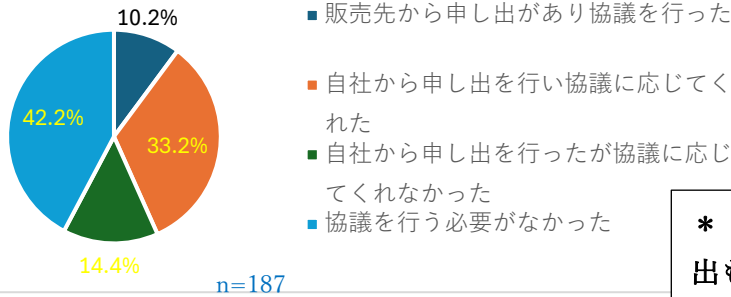 10.2%
33.2%
14.4%
42.2%
n=187
■ 販売先から申し出があり協議を行った
■ 自社から申し出を行い協議に応じてく
れた
■ 自社から申し出を行ったが協議に応じ
てくれなかった
■ 協議を行う必要がなかった
*
出